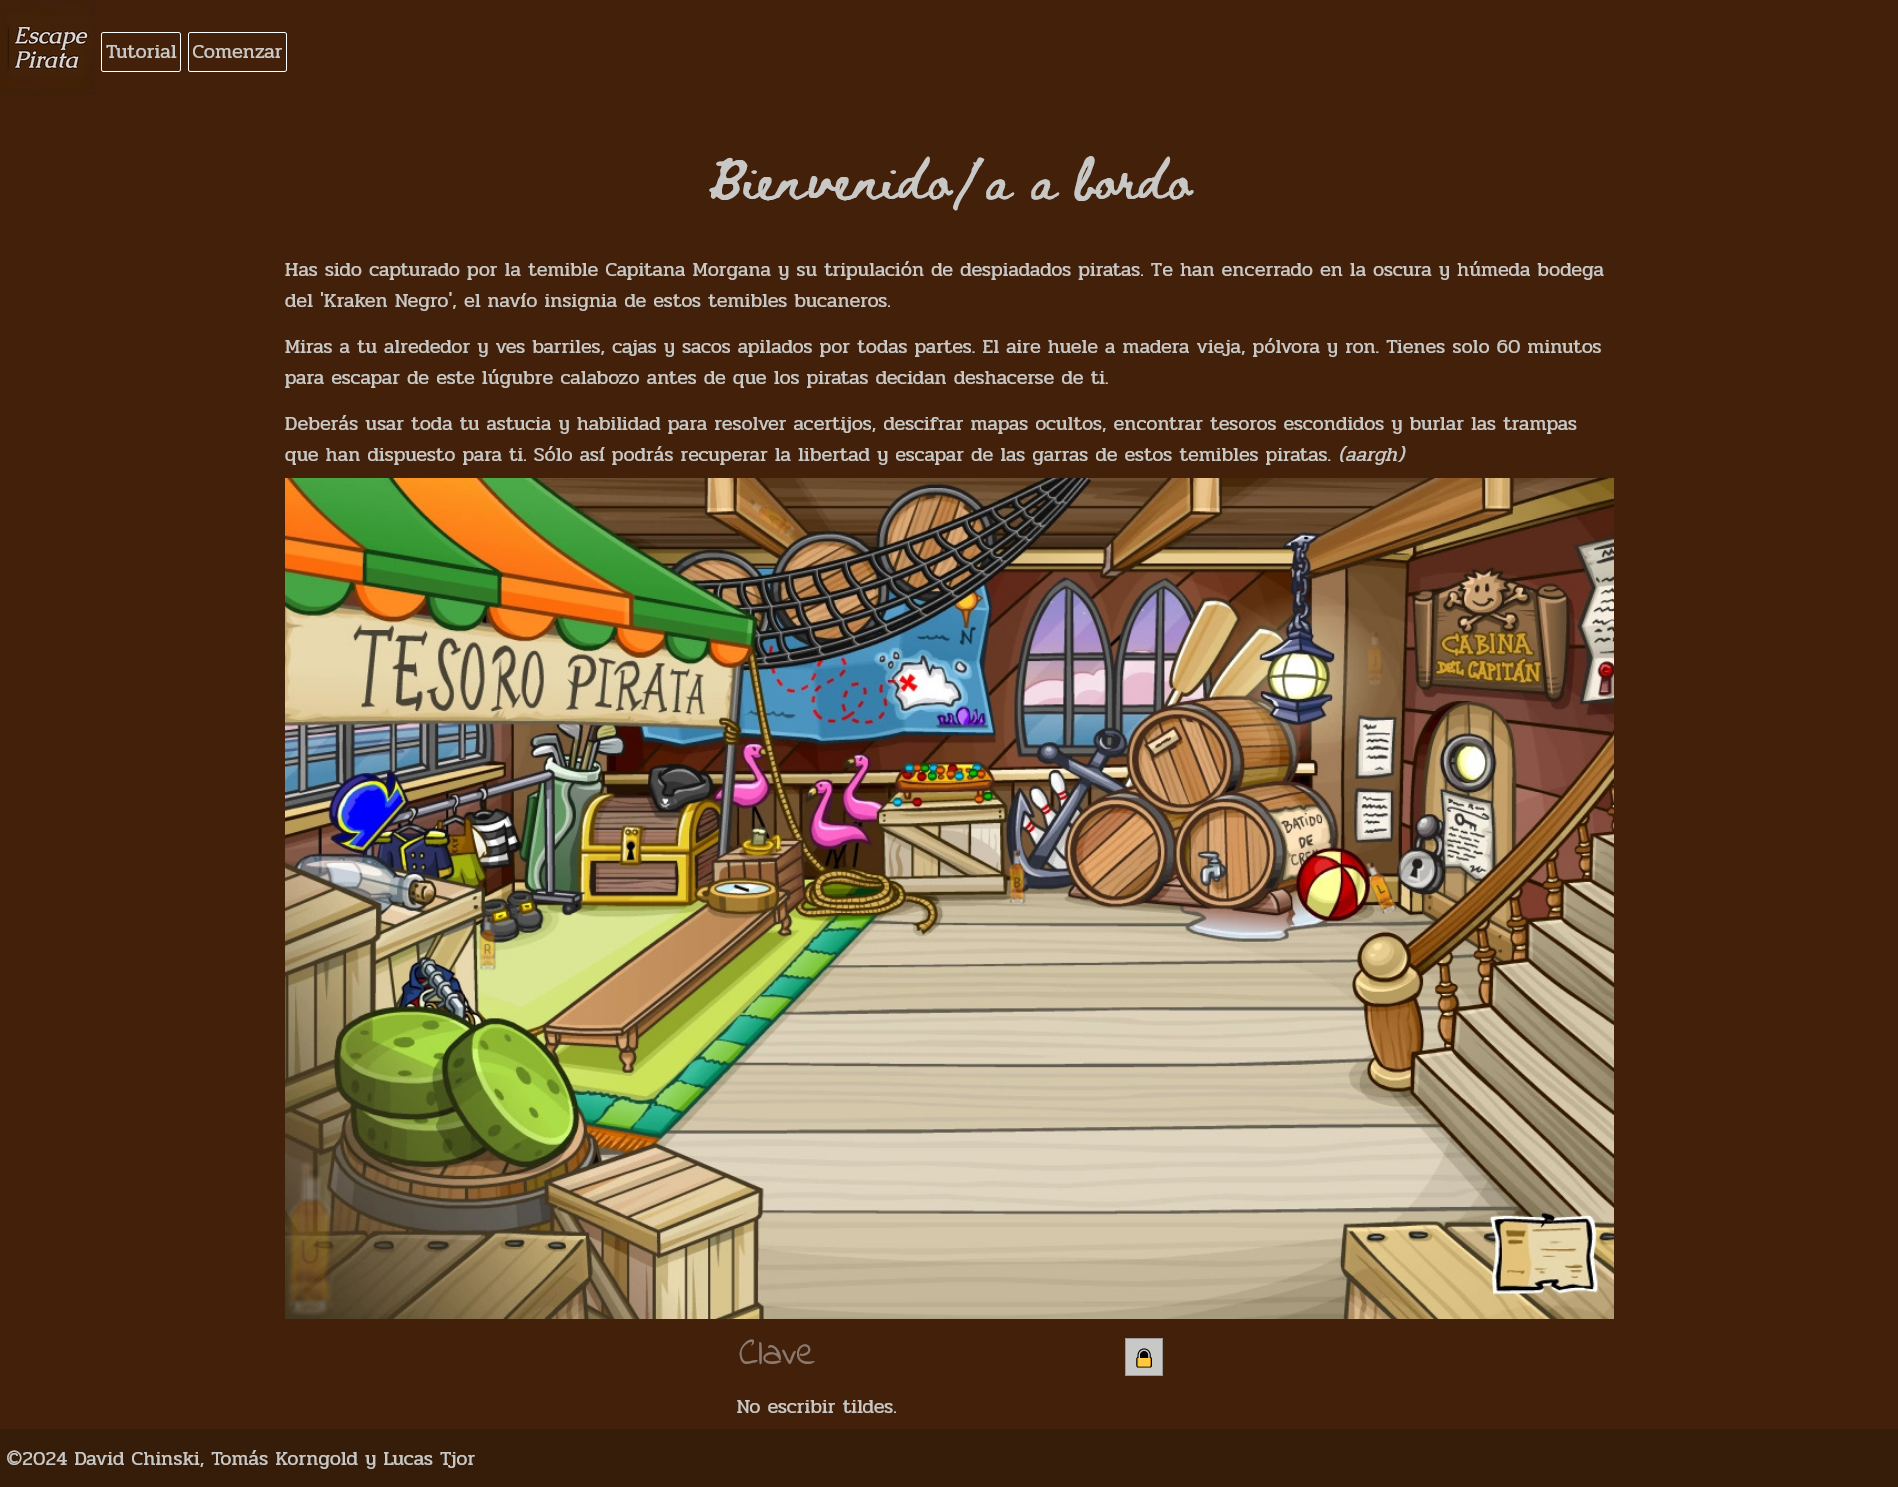 Escape
Pirata
Tutorial
Comenzar
Bienvenido/a a bordo
Has sido capturado por la temible Capitana Morgana y su tripulación de despiadados piratas. Te han encerrado en la oscura y húmeda bodega
del 'Kraken Negro', el navío insignia de estos temibles bucaneros.
Miras a tu alrededor y ves barriles, cajas y sacos apilados por todas partes. El aire huele a madera vieja, pólvora y ron. Tienes solo 60 minutos
para escapar de este lúgubre calabozo antes de que los piratas decidan deshacerse de ti.
Deberás usar toda tu astucia y habilidad para resolver acertijos, descifrar mapas ocultos, encontrar tesoros escondidos y burlar las trampas
que han dispuesto para ti. Sólo así podrás recuperar la libertad y escapar de las garras de estos temibles piratas. (aargh)
TESORO PIRATA
N
CABINA
DEL CAPITÁN
BATIDO
DE
B
L
R
U
Clave
No escribir tildes.
©2024 David Chinski, Tomás Korngold y Lucas Tjor